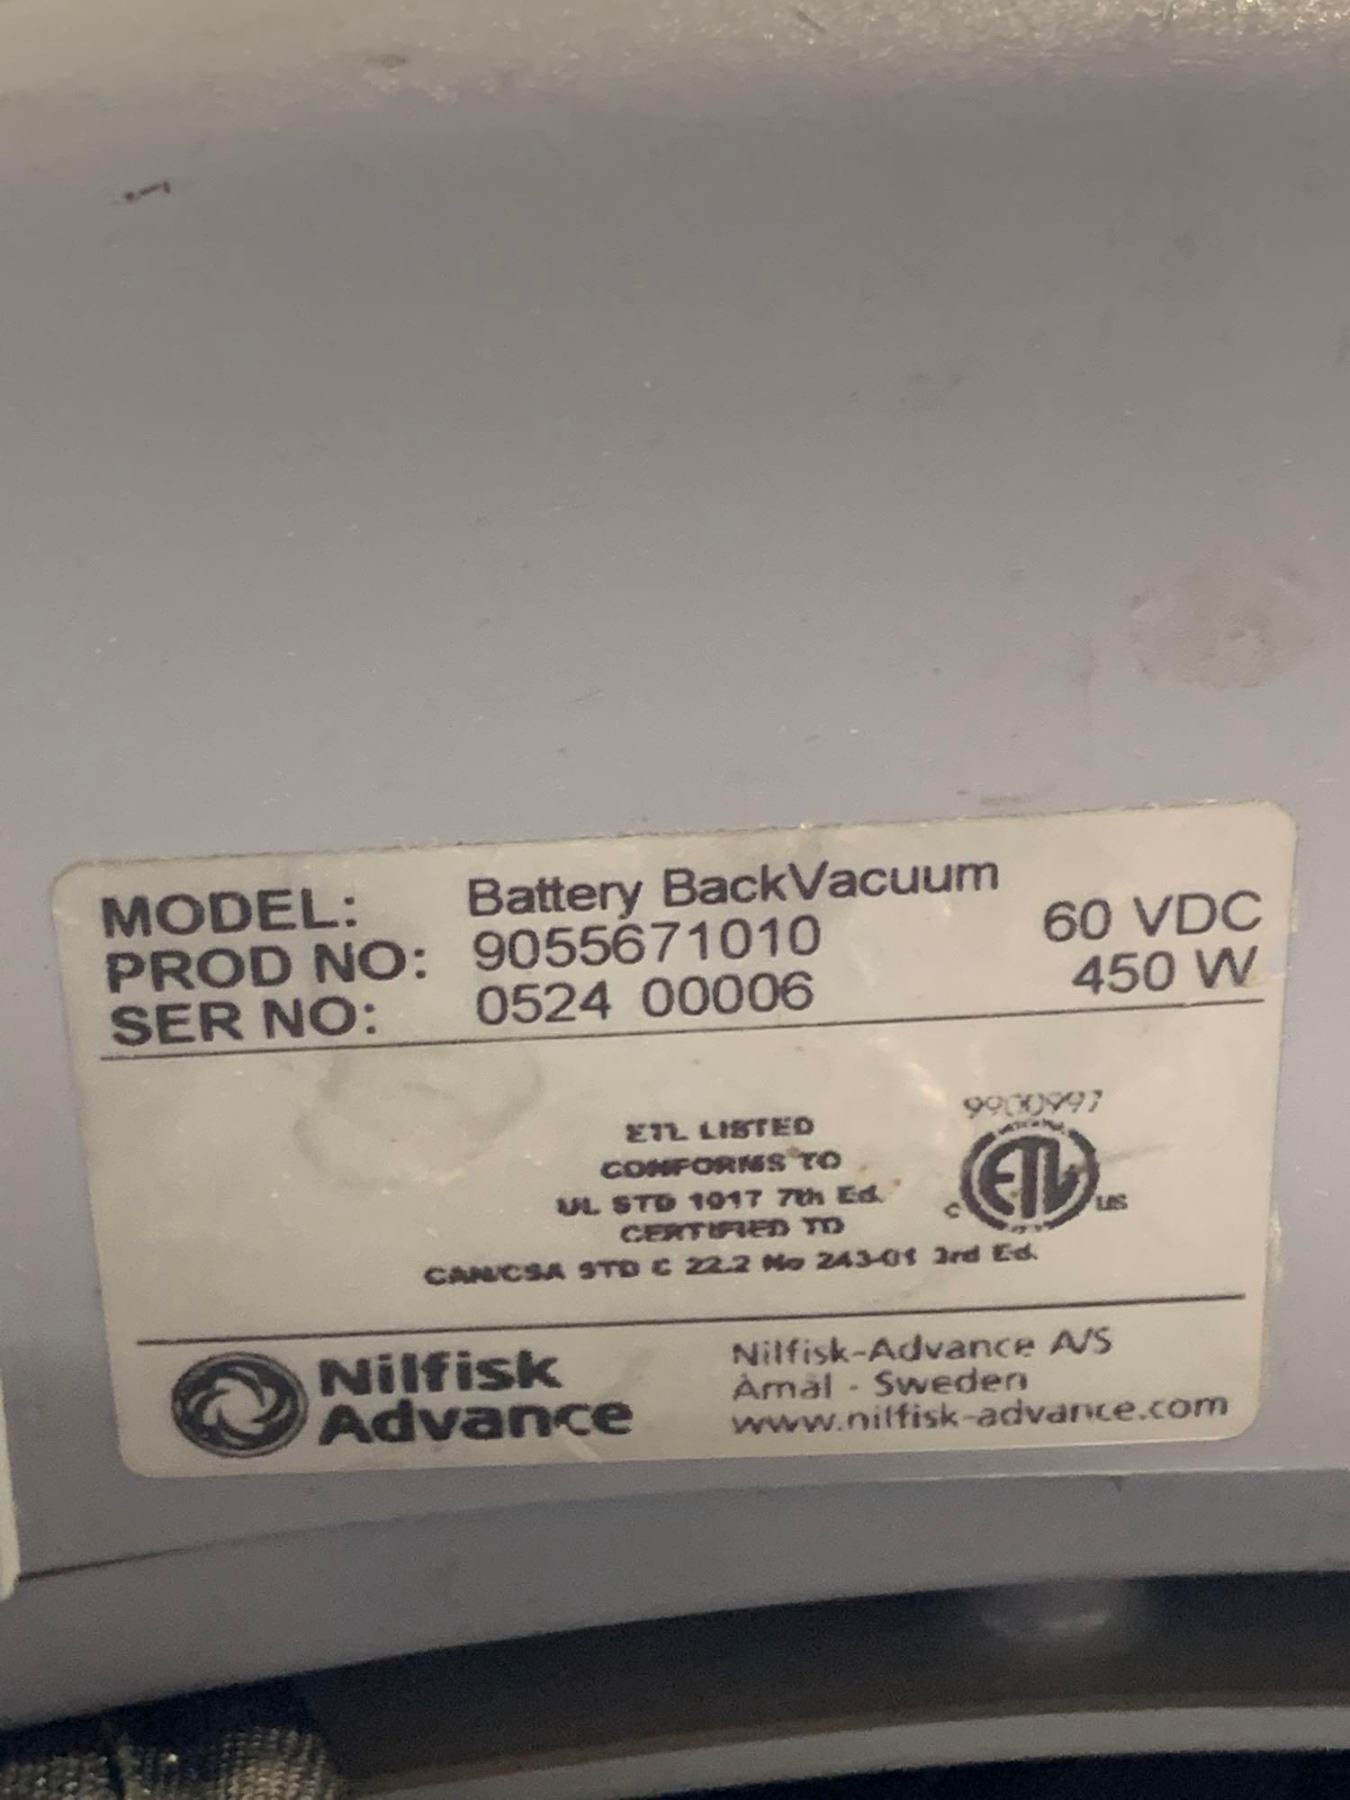 MODEL: Battery BackVacuum
PROD NO: 9055671010 60 VDC
SER NO: 0524 00006 450 W
9900997
ETL LISTED
CONFORMS TO
UL STD 1017 7th Ed.
CERTIFIED TO
CAN/CSA STD C 22.2 No 243-01 3rd Ed.
C ETL US
Nilfisk
Advance
Nilfisk-Advance A/S
Åmål - Sweden
www.nilfisk-advance.com